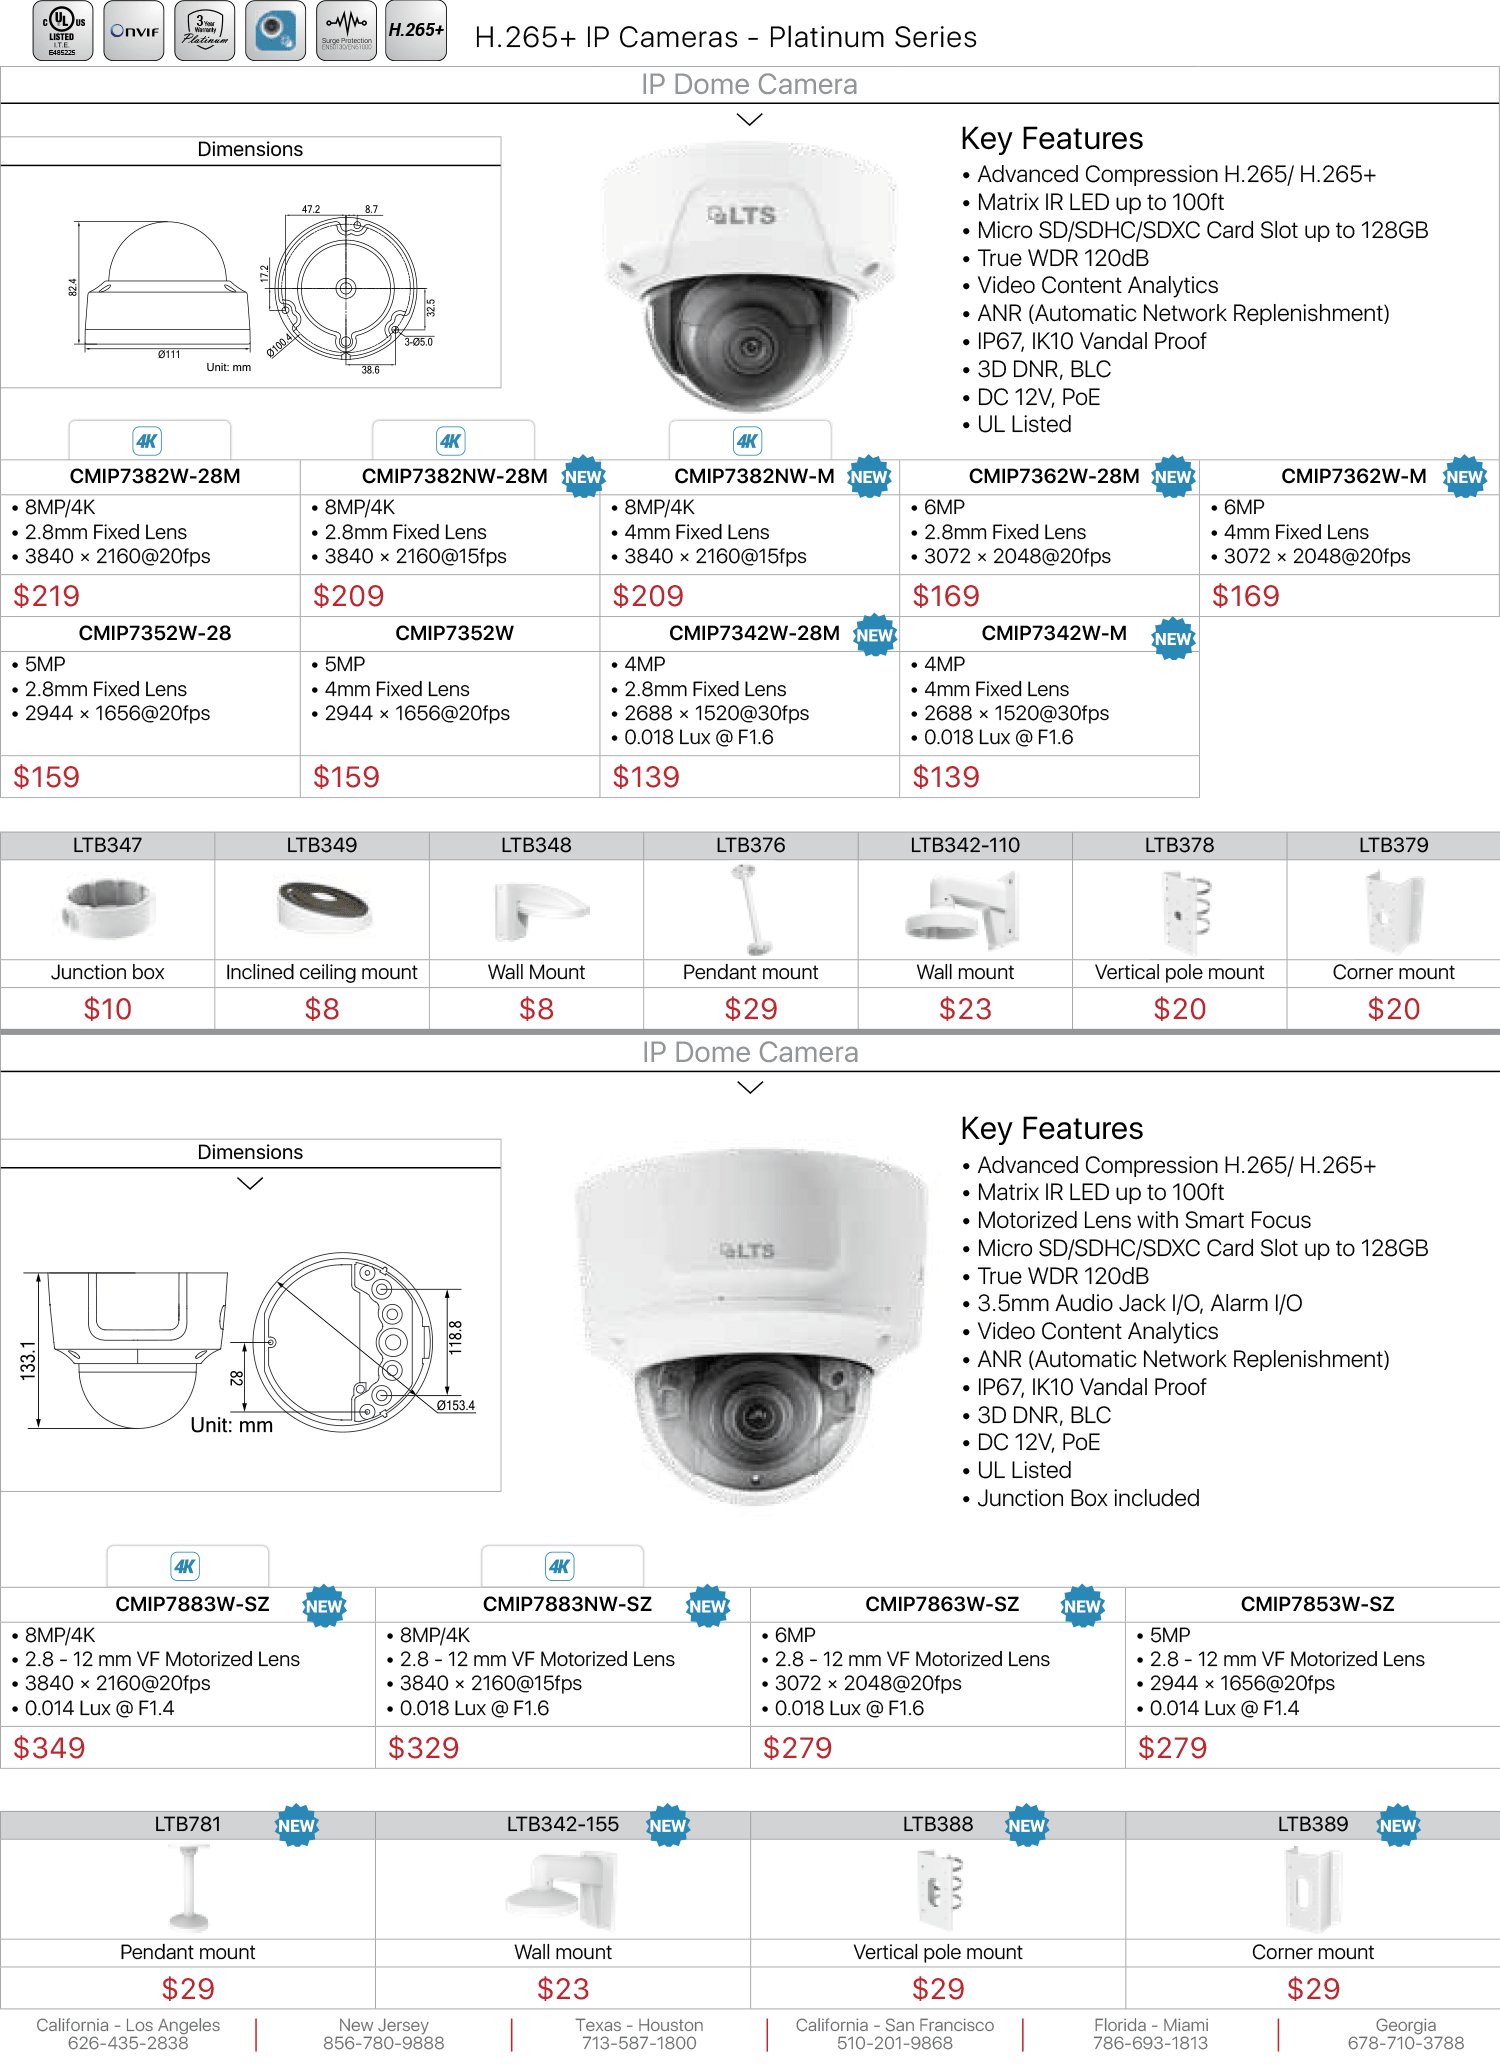 C UL US LISTED
I.T.E.
E485225
ONVIF
3 Year
Warranty
Platinum
Surge Protection
EN50130/EN61000
H.265+
H.265+ IP Cameras - Platinum Series
IP Dome Camera
Dimensions
47.2
8.7
82.4
17.2
32.5
Ø100.4
3-Ø5.0
Ø111
38.6
Unit: mm
LTS
Key Features
• Advanced Compression H.265/ H.265+
• Matrix IR LED up to 100ft
• Micro SD/SDHC/SDXC Card Slot up to 128GB
• True WDR 120dB
• Video Content Analytics
• ANR (Automatic Network Replenishment)
• IP67, IK10 Vandal Proof
• 3D DNR, BLC
• DC 12V, PoE
• UL Listed
4K
4K
4K
CMIP7382W-28M
• 8MP/4K
• 2.8mm Fixed Lens
• 3840 × 2160@20fps
$219
CMIP7382NW-28M NEW
• 8MP/4K
• 2.8mm Fixed Lens
• 3840 × 2160@15fps
$209
CMIP7382NW-M NEW
• 8MP/4K
• 4mm Fixed Lens
• 3840 × 2160@15fps
$209
CMIP7362W-28M NEW
• 6MP
• 2.8mm Fixed Lens
• 3072 × 2048@20fps
$169
CMIP7362W-M NEW
• 6MP
• 4mm Fixed Lens
• 3072 × 2048@20fps
$169
CMIP7352W-28
• 5MP
• 2.8mm Fixed Lens
• 2944 × 1656@20fps
$159
CMIP7352W
• 5MP
• 4mm Fixed Lens
• 2944 × 1656@20fps
$159
CMIP7342W-28M NEW
• 4MP
• 2.8mm Fixed Lens
• 2688 × 1520@30fps
• 0.018 Lux @ F1.6
$139
CMIP7342W-M NEW
• 4MP
• 4mm Fixed Lens
• 2688 × 1520@30fps
• 0.018 Lux @ F1.6
$139
LTB347 LTB349 LTB348 LTB376 LTB342-110 LTB378 LTB379
Junction box Inclined ceiling mount Wall Mount Pendant mount Wall mount Vertical pole mount Corner mount
$10 $8 $8 $29 $23 $20 $20
IP Dome Camera
Dimensions
133.1
82
118.8
Ø153.4
Unit: mm
LTS
Key Features
• Advanced Compression H.265/ H.265+
• Matrix IR LED up to 100ft
• Motorized Lens with Smart Focus
• Micro SD/SDHC/SDXC Card Slot up to 128GB
• True WDR 120dB
• 3.5mm Audio Jack I/O, Alarm I/O
• Video Content Analytics
• ANR (Automatic Network Replenishment)
• IP67, IK10 Vandal Proof
• 3D DNR, BLC
• DC 12V, PoE
• UL Listed
• Junction Box included
4K
4K
CMIP7883W-SZ NEW
• 8MP/4K
• 2.8 - 12 mm VF Motorized Lens
• 3840 × 2160@20fps
• 0.014 Lux @ F1.4
$349
CMIP7883NW-SZ NEW
• 8MP/4K
• 2.8 - 12 mm VF Motorized Lens
• 3840 × 2160@15fps
• 0.018 Lux @ F1.6
$329
CMIP7863W-SZ NEW
• 6MP
• 2.8 - 12 mm VF Motorized Lens
• 3072 × 2048@20fps
• 0.018 Lux @ F1.6
$279
CMIP7853W-SZ
• 5MP
• 2.8 - 12 mm VF Motorized Lens
• 2944 × 1656@20fps
• 0.014 Lux @ F1.4
$279
LTB781 NEW LTB342-155 NEW LTB388 NEW LTB389 NEW
Pendant mount Wall mount Vertical pole mount Corner mount
$29 $23 $29 $29
California - Los Angeles
626-435-2838
New Jersey
856-780-9888
Texas - Houston
713-587-1800
California - San Francisco
510-201-9868
Florida - Miami
786-693-1813
Georgia
678-710-3788